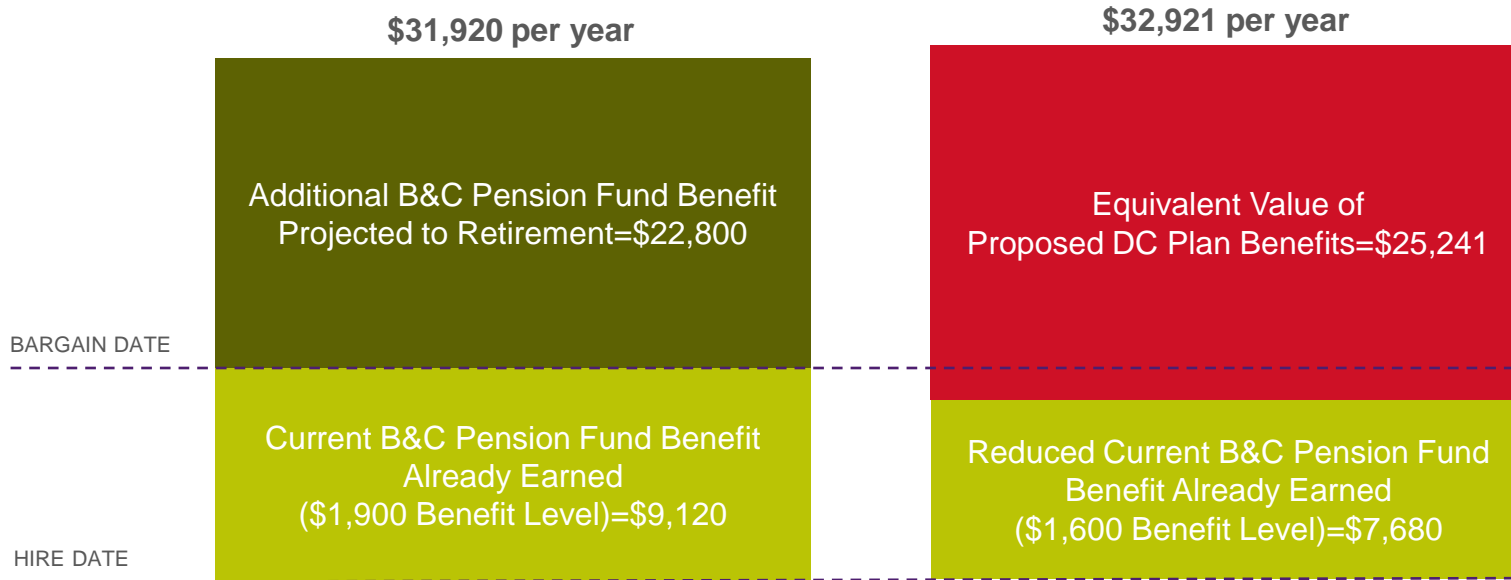 $31,920 per year
$32,921 per year
Additional B&C Pension Fund Benefit
Projected to Retirement=$22,800
Equivalent Value of
Proposed DC Plan Benefits=$25,241
BARGAIN DATE
Current B&C Pension Fund Benefit
Already Earned
($1,900 Benefit Level)=$9,120
Reduced Current B&C Pension Fund
Benefit Already Earned
($1,600 Benefit Level)=$7,680
HIRE DATE